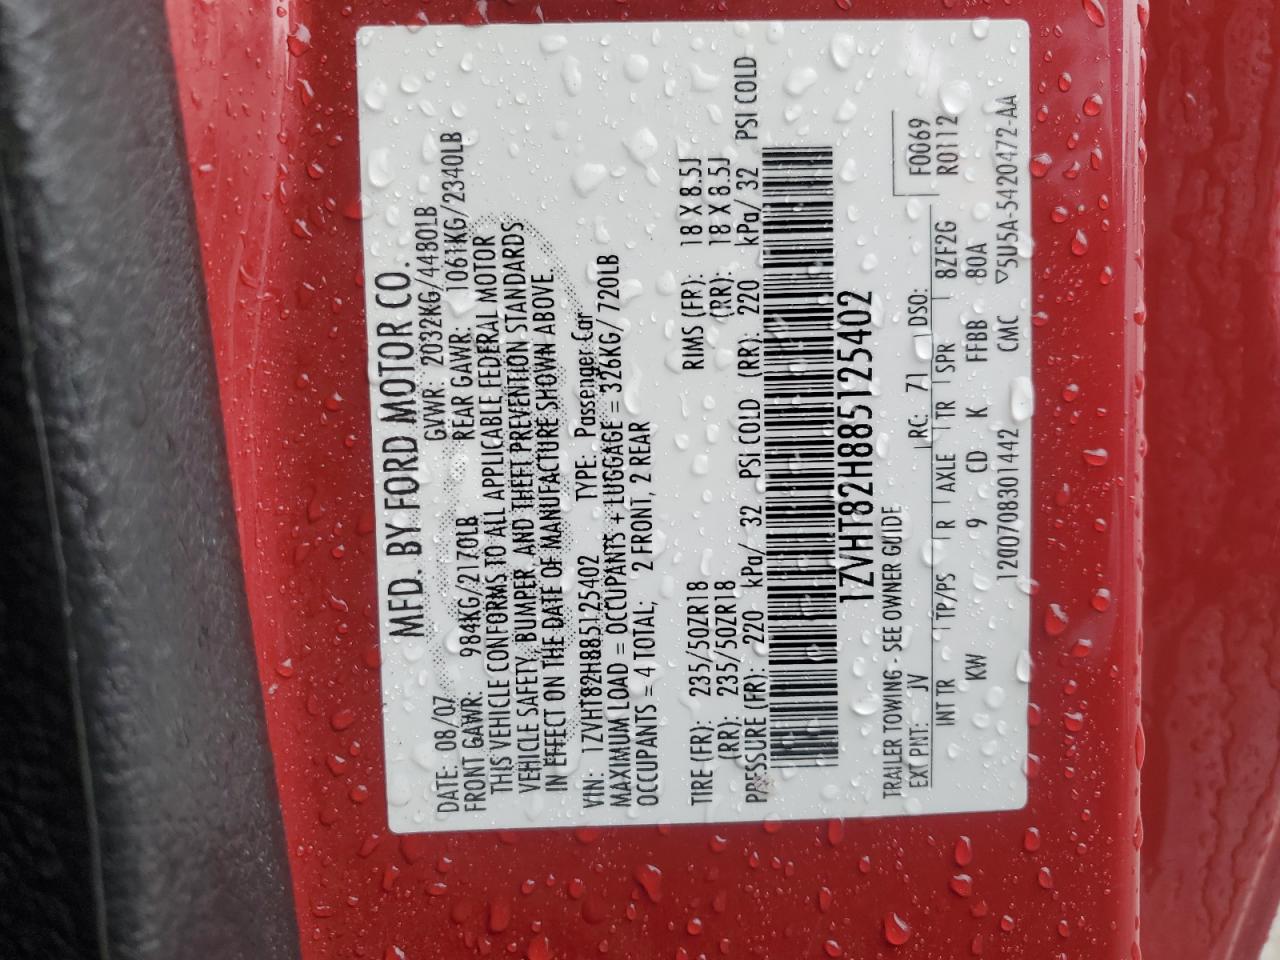 MFD. BY FORD MOTOR CO.
DATE: 08/07 GVWR: 2032KG/4480LB
FRONT GAWR: 984KG/2170LB REAR GAWR: 1061KG/2340LB
THIS VEHICLE CONFORMS TO ALL APPLICABLE FEDERAL MOTOR
VEHICLE SAFETY, BUMPER, AND THEFT PREVENTION STANDARDS
IN EFFECT ON THE DATE OF MANUFACTURE SHOWN ABOVE.
VIN: 1ZVHT82H885125402 TYPE: Passenger Car
MAXIMUM LOAD = OCCUPANTS + LUGGAGE = 326KG/720LB
OCCUPANTS = 4 TOTAL, 2 FRONT, 2 REAR
TIRE (FR): 235/50ZR18 RIMS (FR): 18 X 8.5J
(RR): 235/50ZR18 (RR): 18 X 8.5J
PRESSURE (FR): 220 kPa/ 32 PSI COLD (RR): 220 kPa/ 32 PSI COLD
1ZVHT82H885125402
TRAILER TOWING - SEE OWNER GUIDE F0069
EXT PNT: JV RC: 71 DSO: R0112
INT TR TP/PS R AXLE TR SPR 8ZF2G
KW 9 CD K FFBB 80A
1200708301442 CMC ▽5U5A-5420472-AA